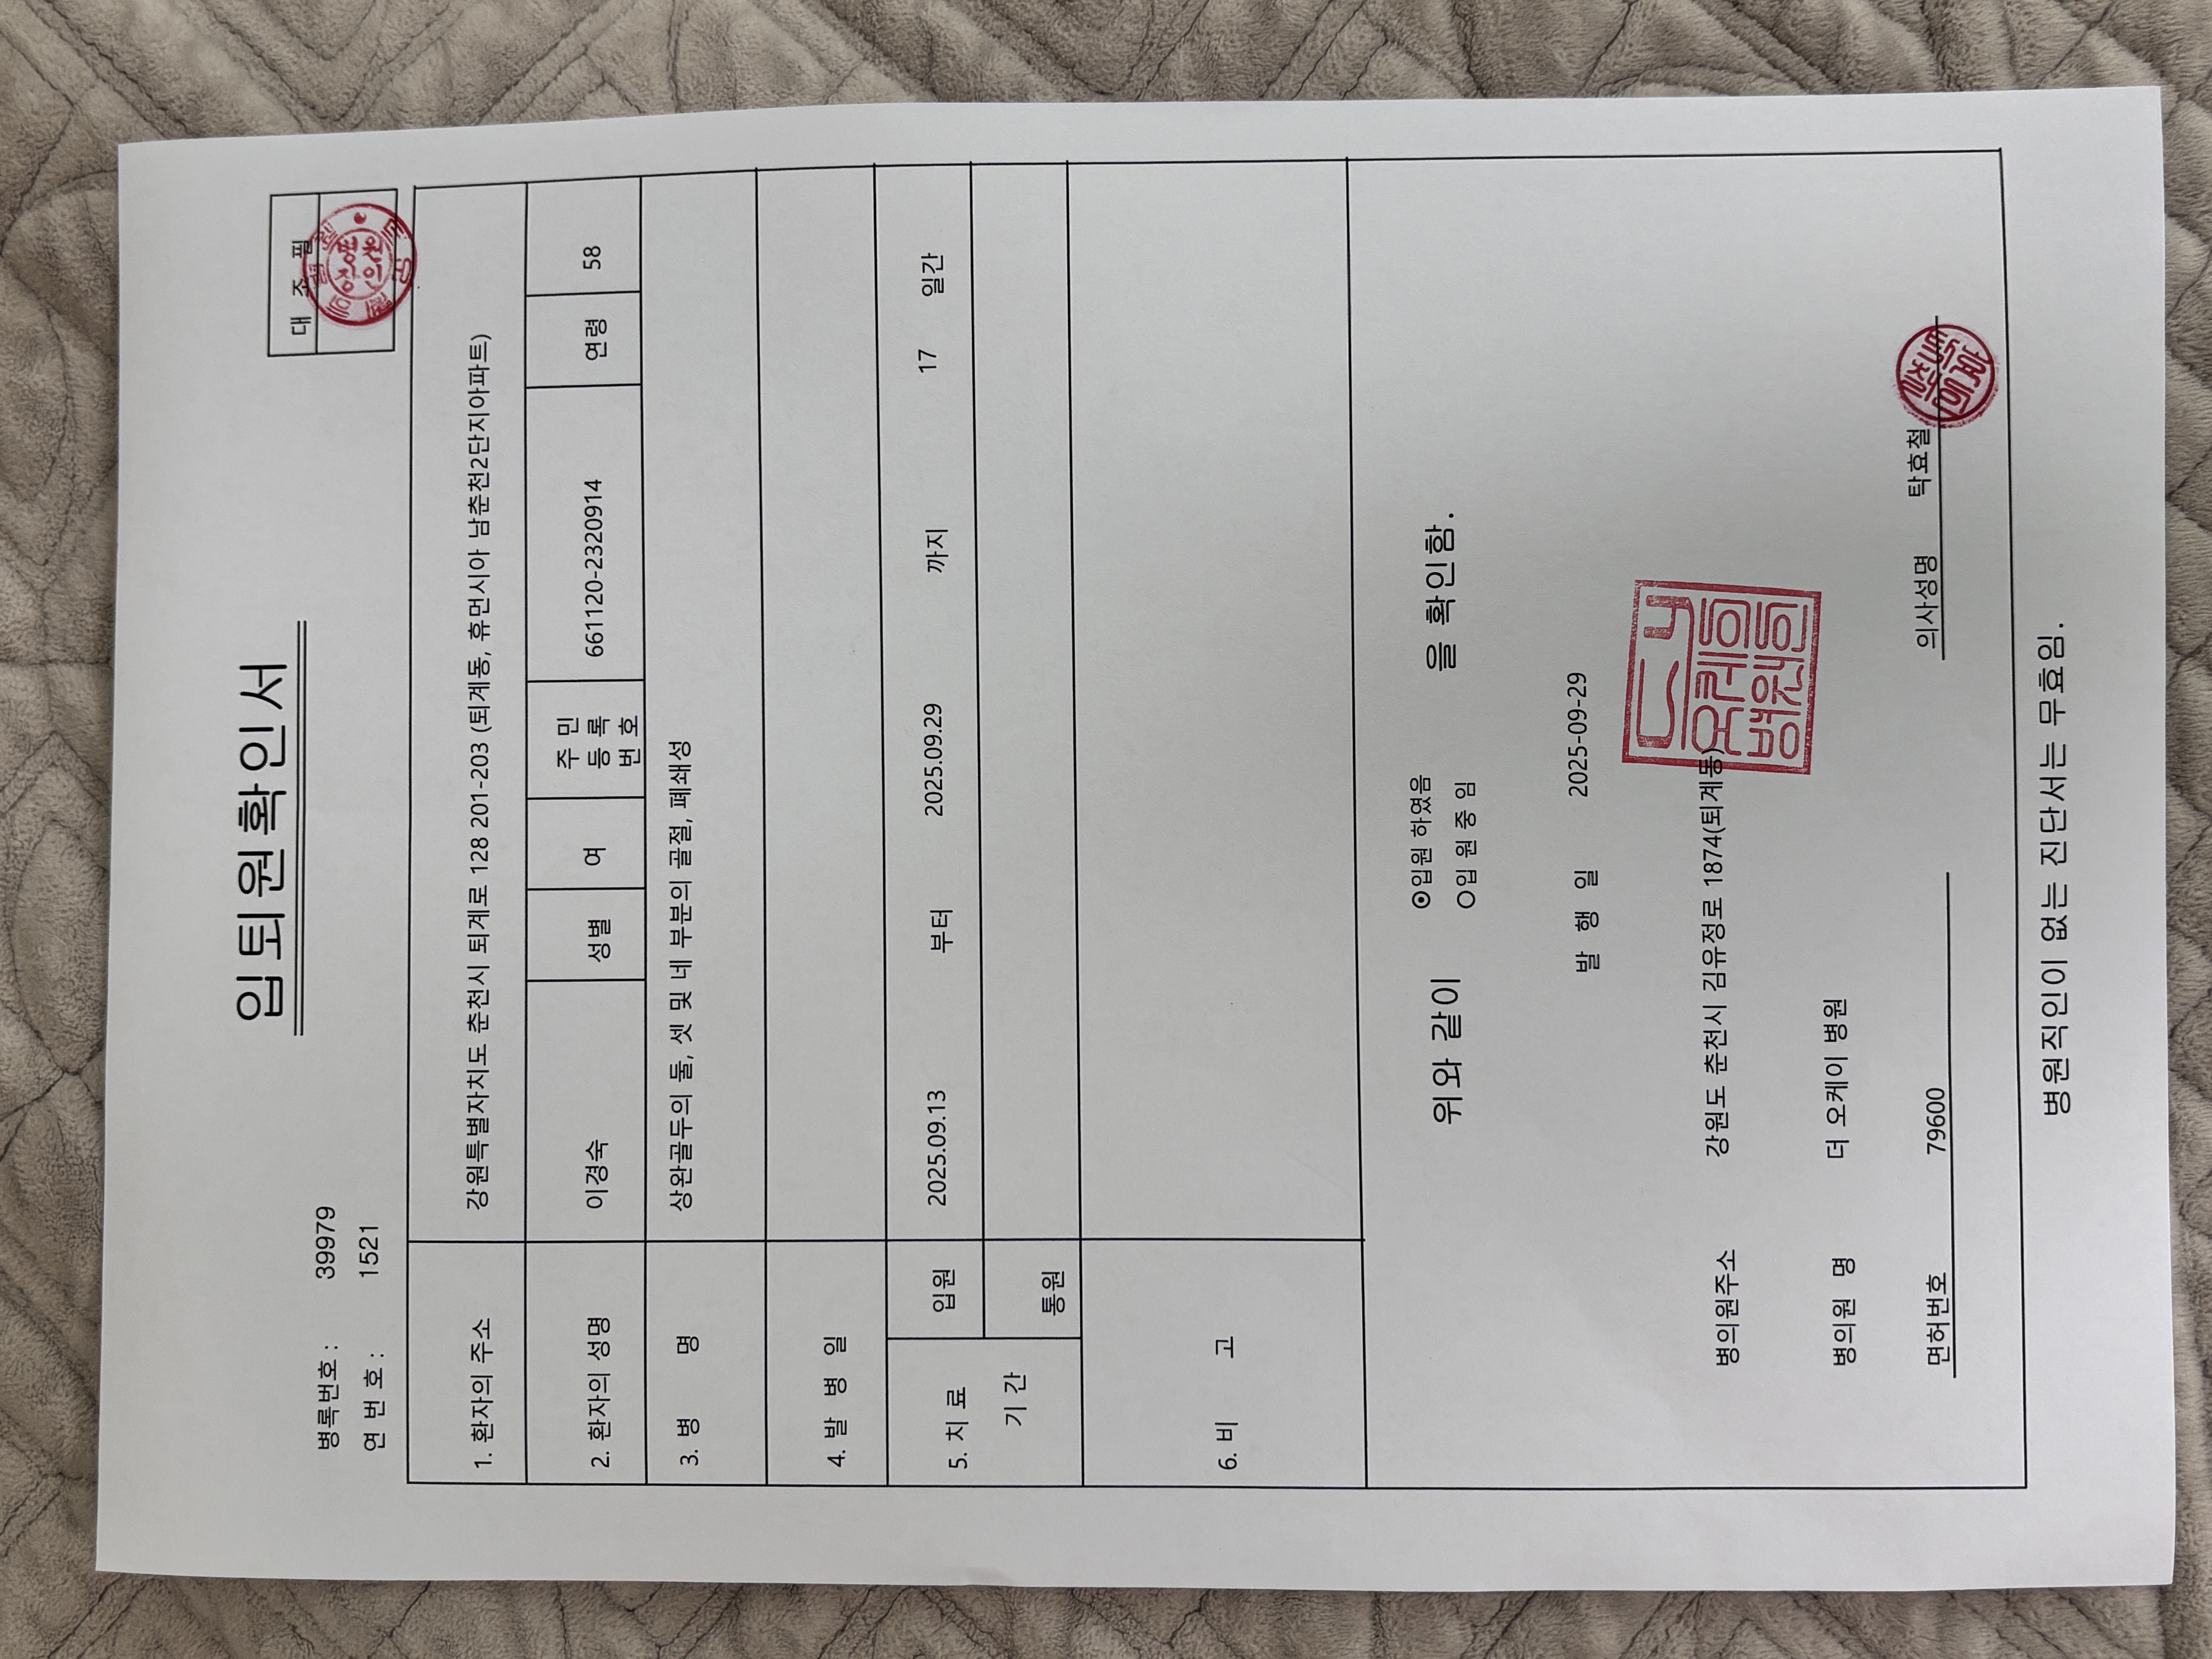 입퇴원확인서
대 조 필
병록번호 : 39979
연 번 호 : 1521
1. 환자의 주소 강원특별자치도 춘천시 퇴계로 128 201-203 (퇴계동, 휴먼시아 남춘천2단지아파트)
2. 환자의 성명 이경숙 성별 여 주 민 등 록 번 호 661120-2320914 연령 58
3. 병 명 상완골두의 둘, 셋 및 네 부분의 골절, 폐쇄성
4. 발 병 일
5. 치 료 기 간 입원 2025.09.13 부터 2025.09.29 까지 17 일간
통원
6. 비 고
위와 같이 ⊙입원 하였음 을 확인함.
○입 원 중 임
발 행 일 2025-09-29
병의원주소 강원도 춘천시 김유정로 1874(퇴계동)
더오케이병원인
병의원 명 더 오케이 병원
면허번호 79600 의사성명 탁효철
병원직인이 없는 진단서는 무효임.